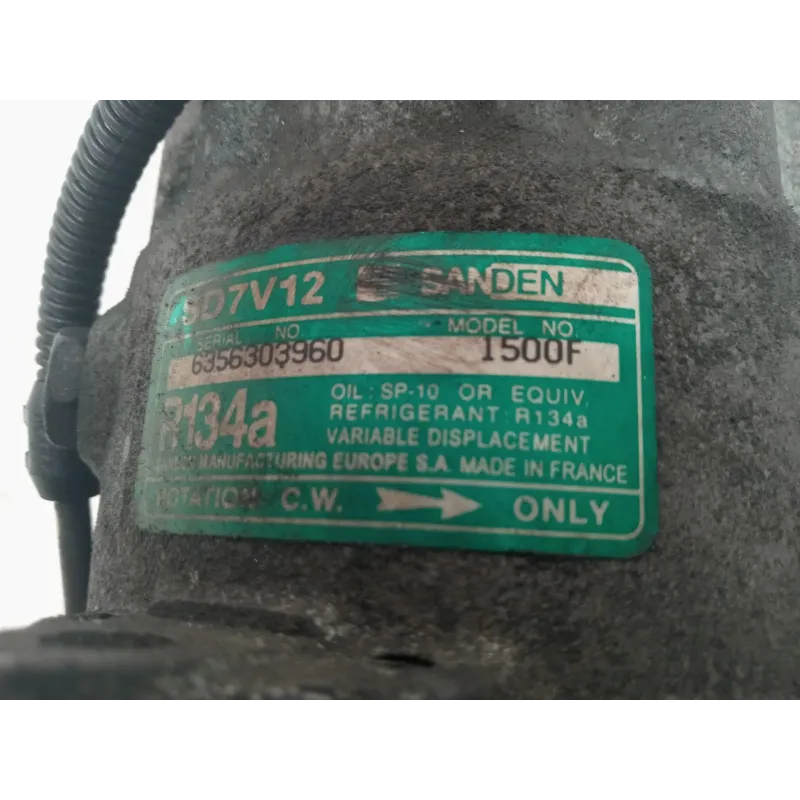 SD7V12 SANDEN
SERIAL NO. MODEL NO.
6356303960 1500F
R134a
OIL: SP-10 OR EQUIV.
REFRIGERANT: R134a
VARIABLE DISPLACEMENT
MANUFACTURING EUROPE S.A. MADE IN FRANCE
ROTATION C.W. ONLY